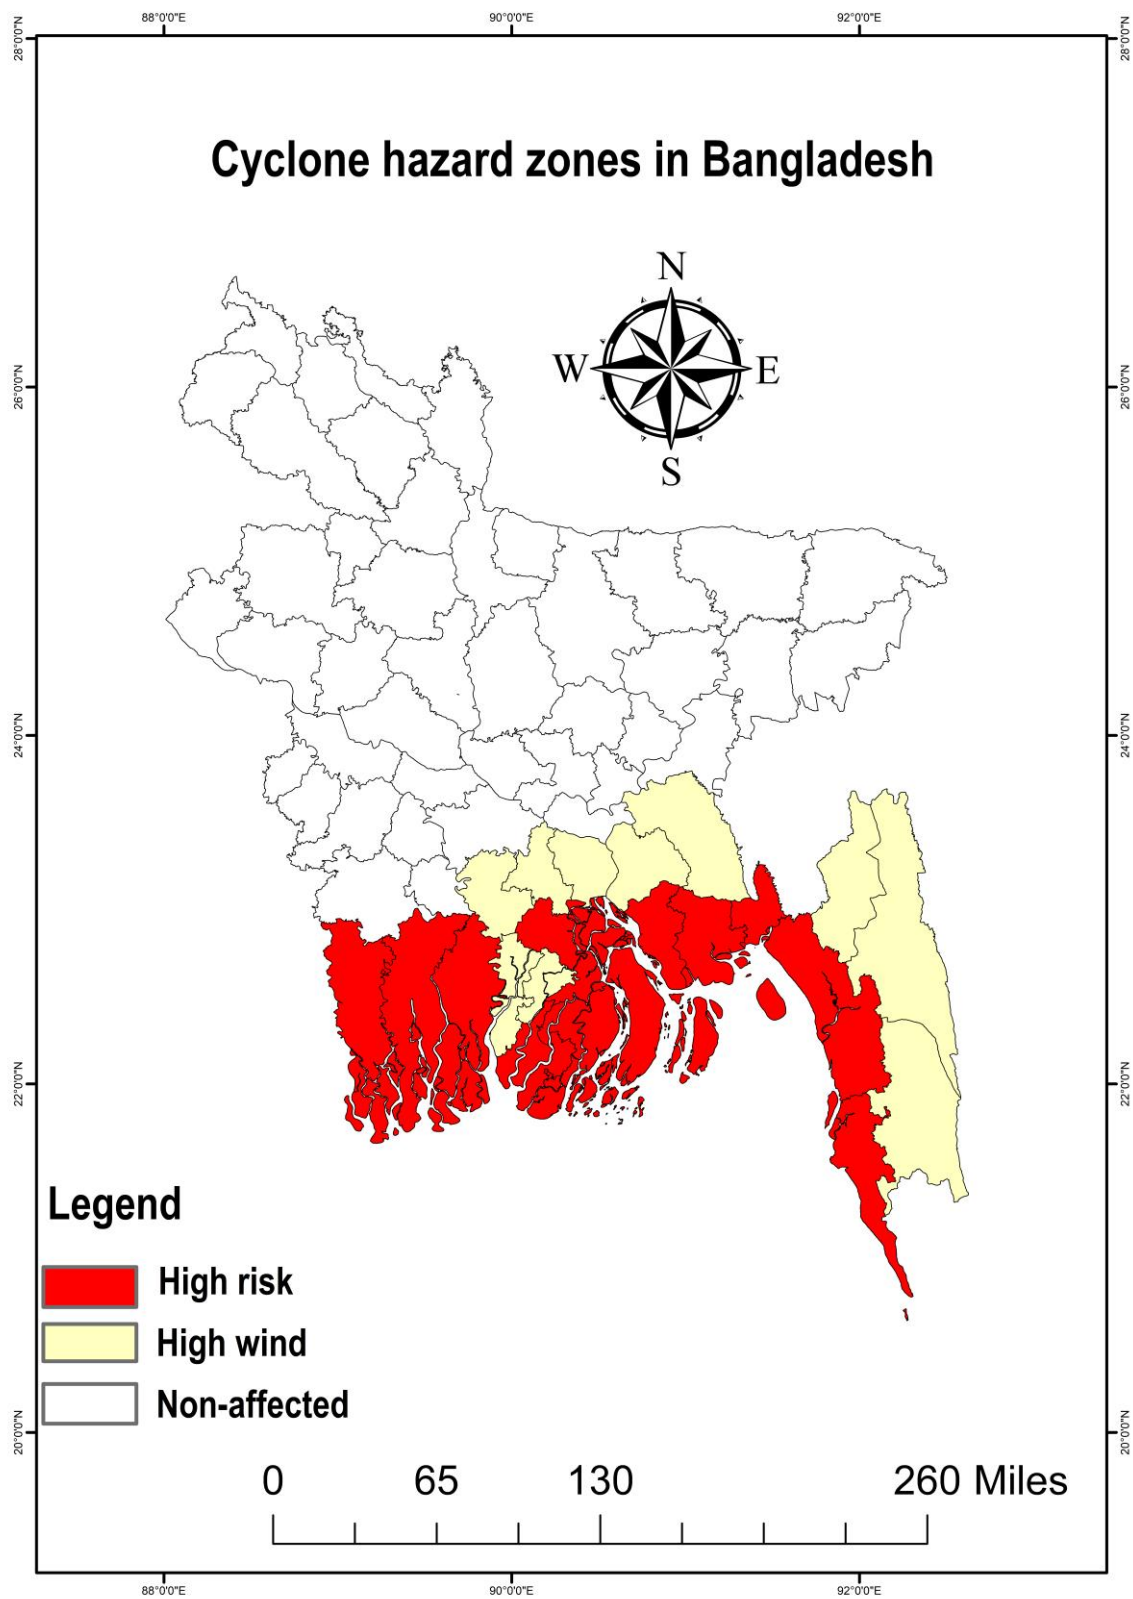 88°0'0"E 90°0'0"E 92°0'0"E
28°0'0"N 28°0'0"N
Cyclone hazard zones in Bangladesh
N
W E
S
26°0'0"N 26°0'0"N
24°0'0"N 24°0'0"N
22°0'0"N 22°0'0"N
Legend
High risk
High wind
Non-affected
20°0'0"N 20°0'0"N
0 65 130 260 Miles
88°0'0"E 90°0'0"E 92°0'0"E